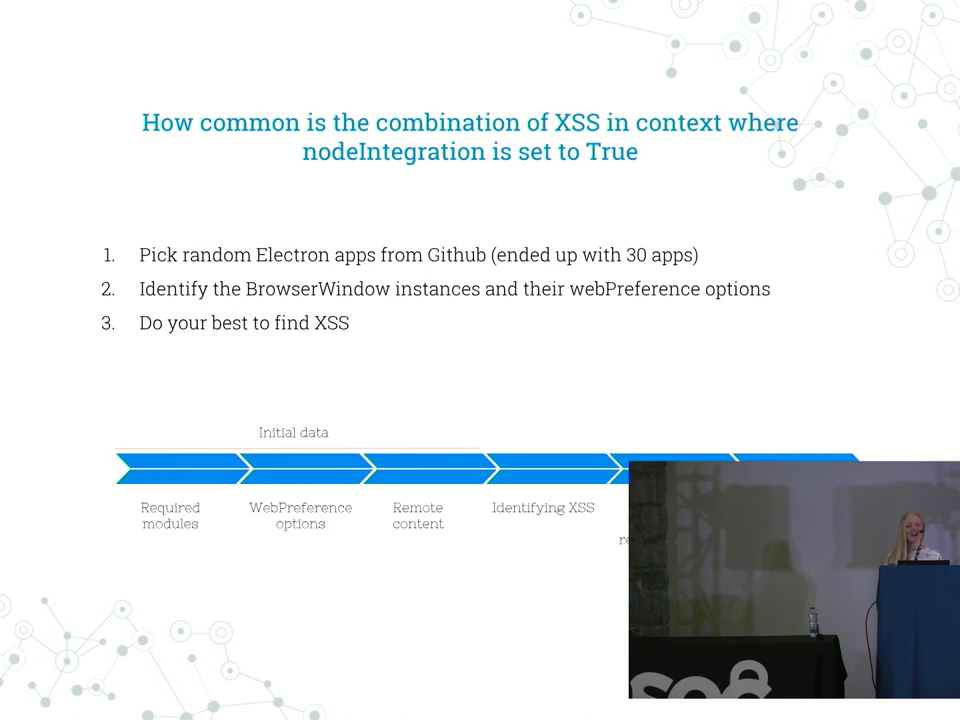 How common is the combination of XSS in context where
nodeIntegration is set to True
1. Pick random Electron apps from Github (ended up with 30 apps)
2. Identify the BrowserWindow instances and their webPreference options
3. Do your best to find XSS
Initial data
Required
modules
WebPreference
options
Remote
content
Identifying XSS